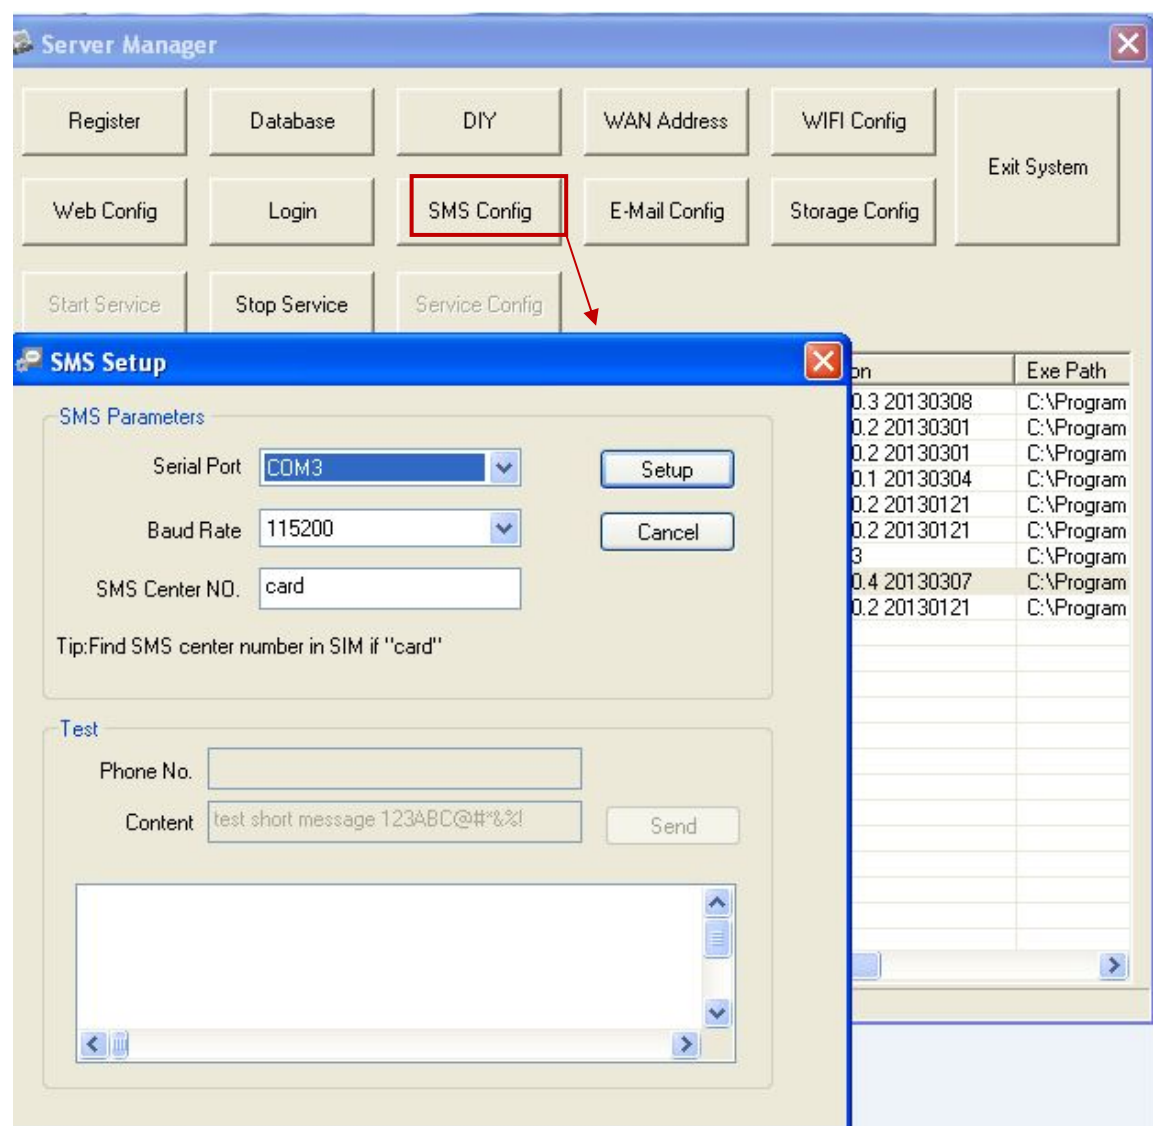 Server Manager
Register
Database
DIY
WAN Address
WIFI Config
Exit System
Web Config
Login
SMS Config
E-Mail Config
Storage Config
Start Service
Stop Service
Service Config
SMS Setup
on
Exe Path
0.3 20130308 C:\Program
0.2 20130301 C:\Program
0.2 20130301 C:\Program
0.1 20130304 C:\Program
0.2 20130121 C:\Program
0.2 20130121 C:\Program
3 C:\Program
0.4 20130307 C:\Program
0.2 20130121 C:\Program
SMS Parameters
Serial Port COM3
Setup
Baud Rate 115200
Cancel
SMS Center NO. card
Tip:Find SMS center number in SIM if "card"
Test
Phone No.
Content test short message 123ABC@#*&%!
Send